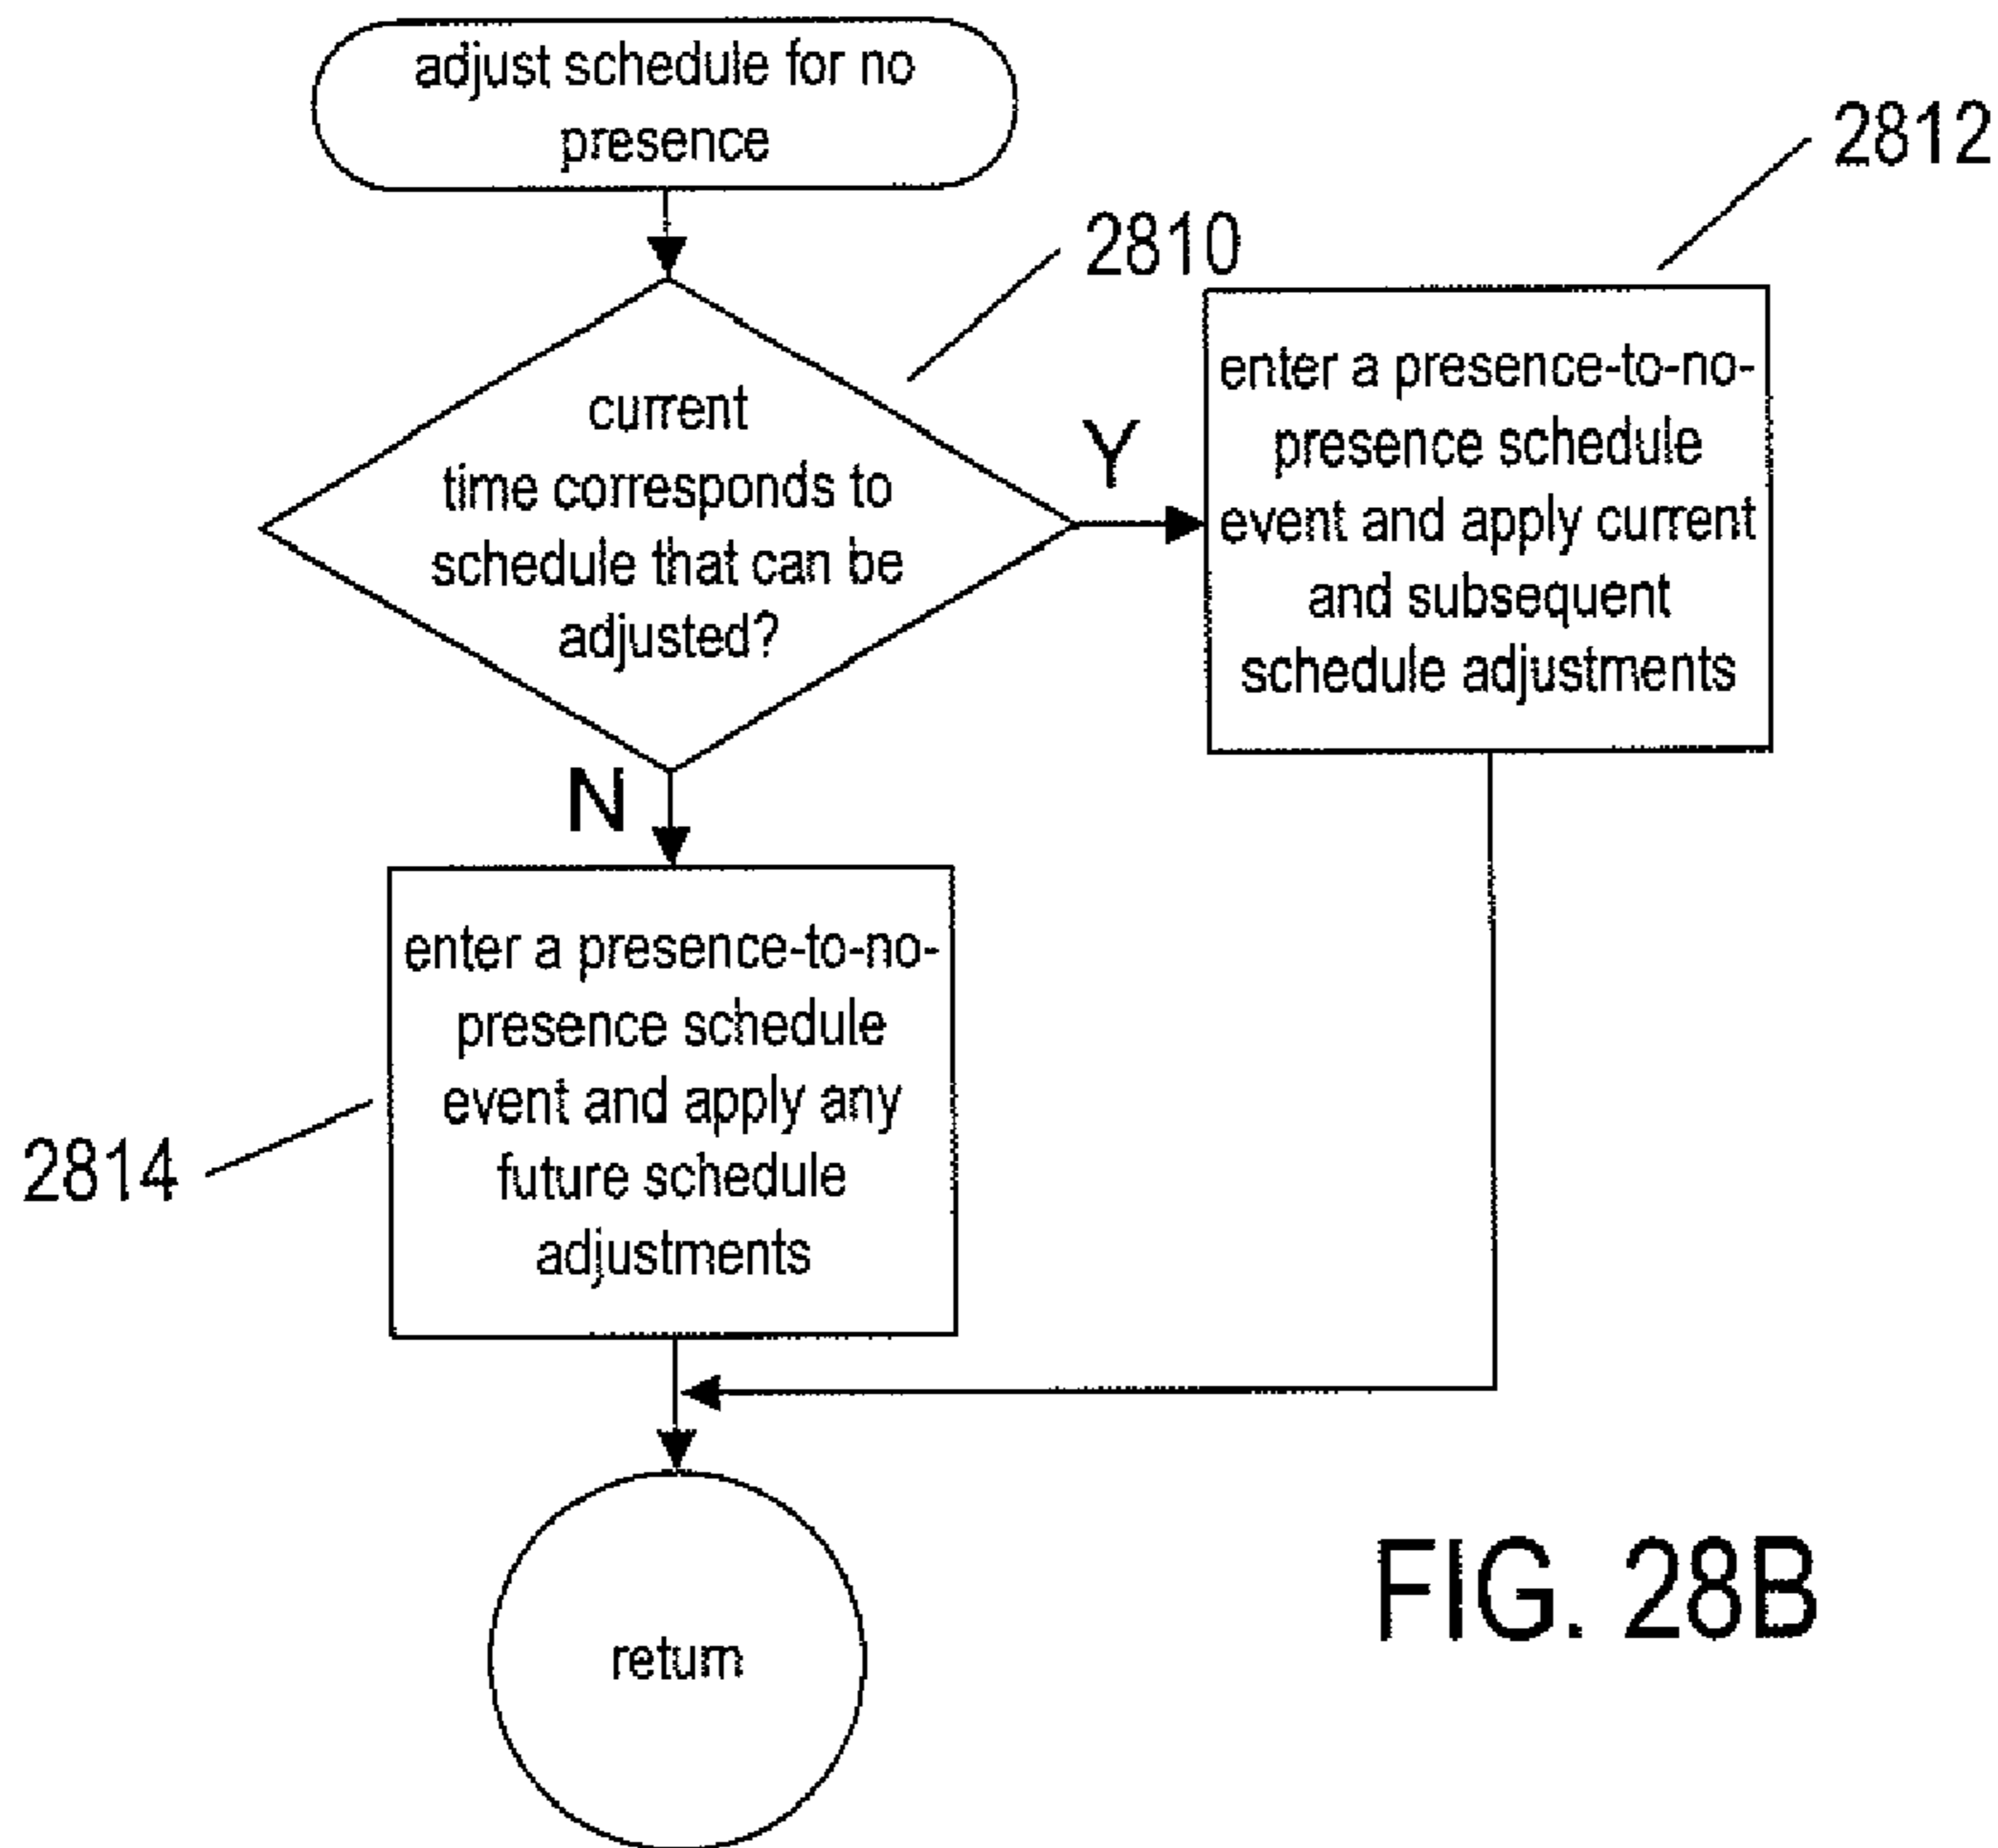 adjust schedule for no
presence
2810
2812
current
time corresponds to
schedule that can be
adjusted?
Y
enter a presence-to-no-
presence schedule
event and apply current
and subsequent
schedule adjustments
N
enter a presence-to-no-
presence schedule
event and apply any
future schedule
adjustments
2814
return
FIG. 28B